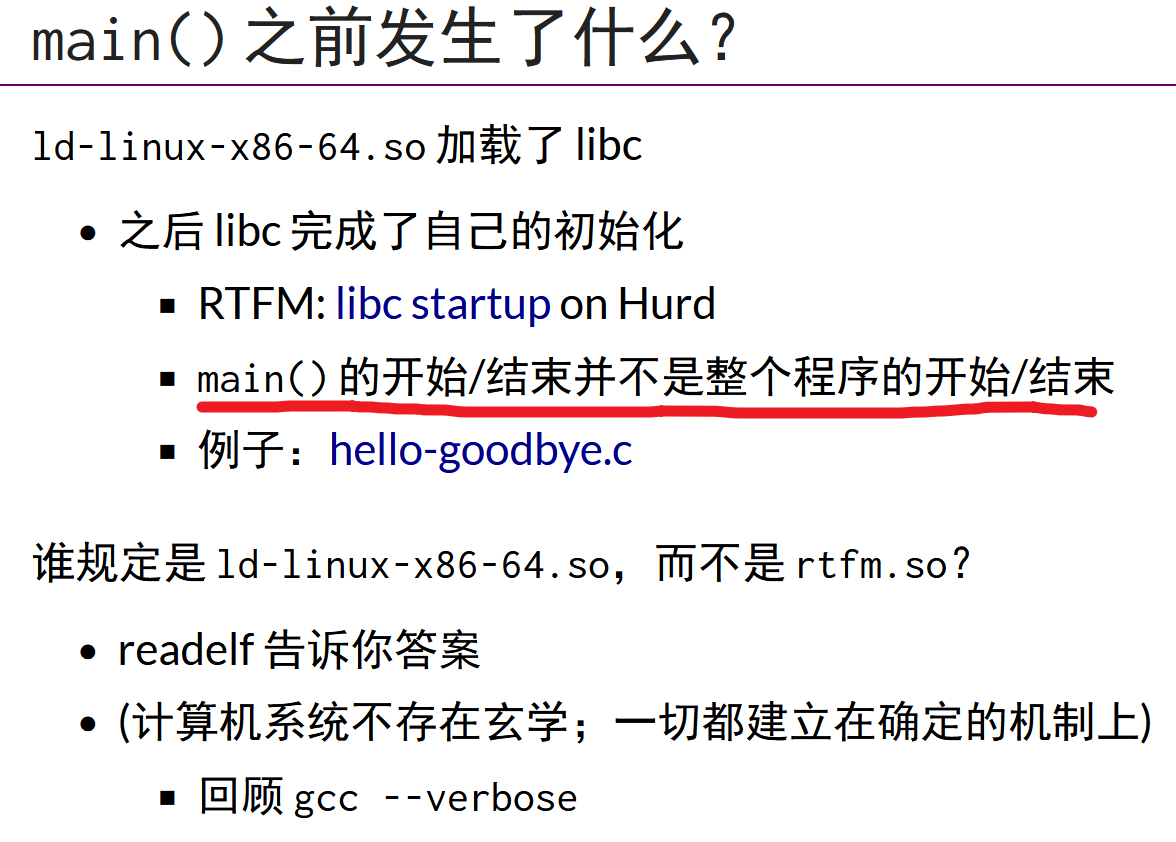 main()之前发生了什么？
ld-linux-x86-64.so 加载了 libc
• 之后 libc 完成了自己的初始化
▪ RTFM: libc startup on Hurd
▪ main() 的开始/结束并不是整个程序的开始/结束
▪ 例子：hello-goodbye.c
谁规定是 ld-linux-x86-64.so，而不是 rtfm.so？
• readelf 告诉你答案
• (计算机系统不存在玄学；一切都建立在确定的机制上)
▪ 回顾 gcc --verbose